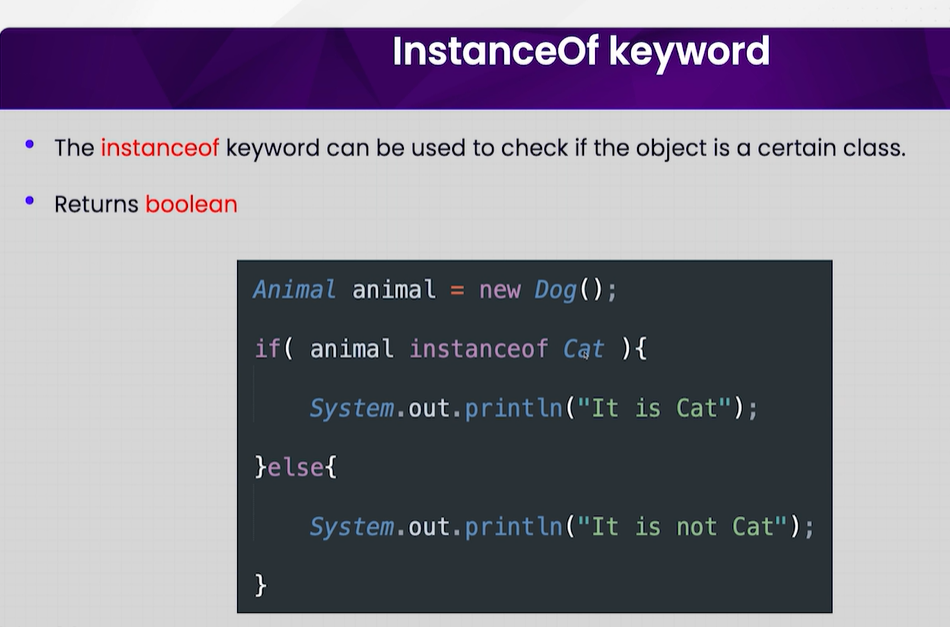 InstanceOf keyword
• The instanceof keyword can be used to check if the object is a certain class.
• Returns boolean
Animal animal = new Dog();
if( animal instanceof Cat ){
System.out.println("It is Cat");
}else{
System.out.println("It is not Cat");
}